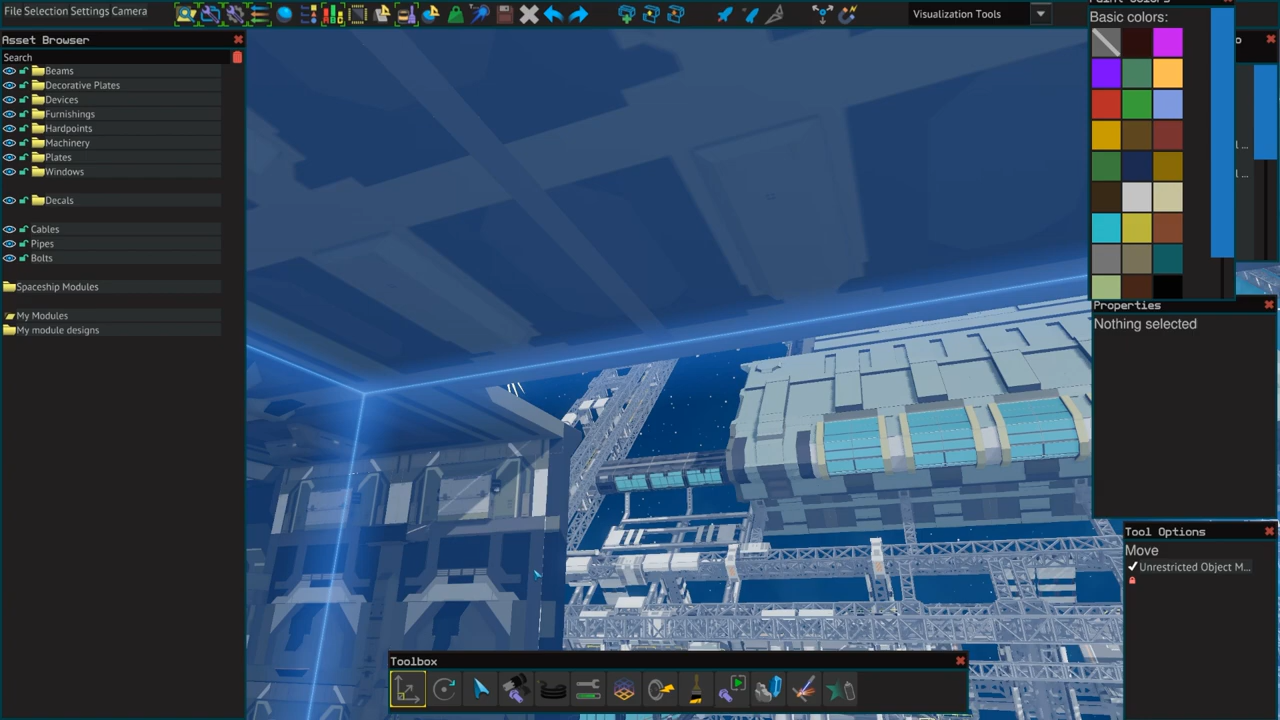 File Selection Settings Camera
Visualization Tools
Asset Browser
Search
Beams
Decorative Plates
Devices
Furnishings
Hardpoints
Machinery
Plates
Windows
Decals
Cables
Pipes
Bolts
Spaceship Modules
My Modules
My module designs
Basic colors:
Properties
Nothing selected
Tool Options
Move
Unrestricted Object M...
Toolbox